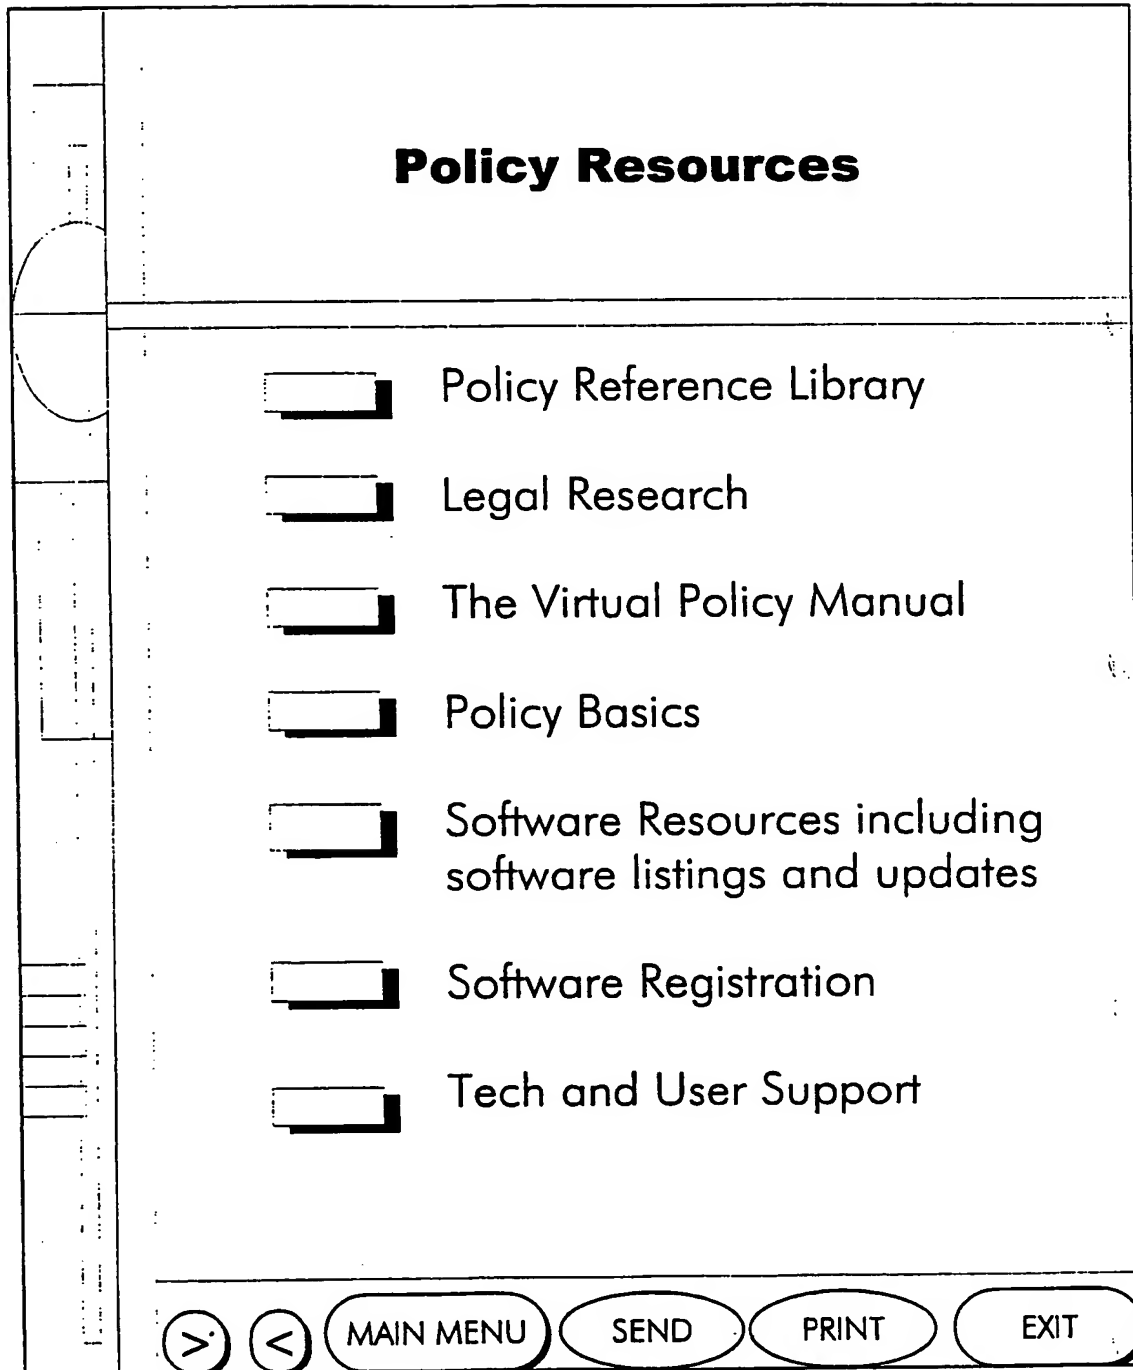 Policy Resources
Policy Reference Library
Legal Research
The Virtual Policy Manual
Policy Basics
Software Resources including
software listings and updates
Software Registration
Tech and User Support
> < MAIN MENU SEND PRINT EXIT